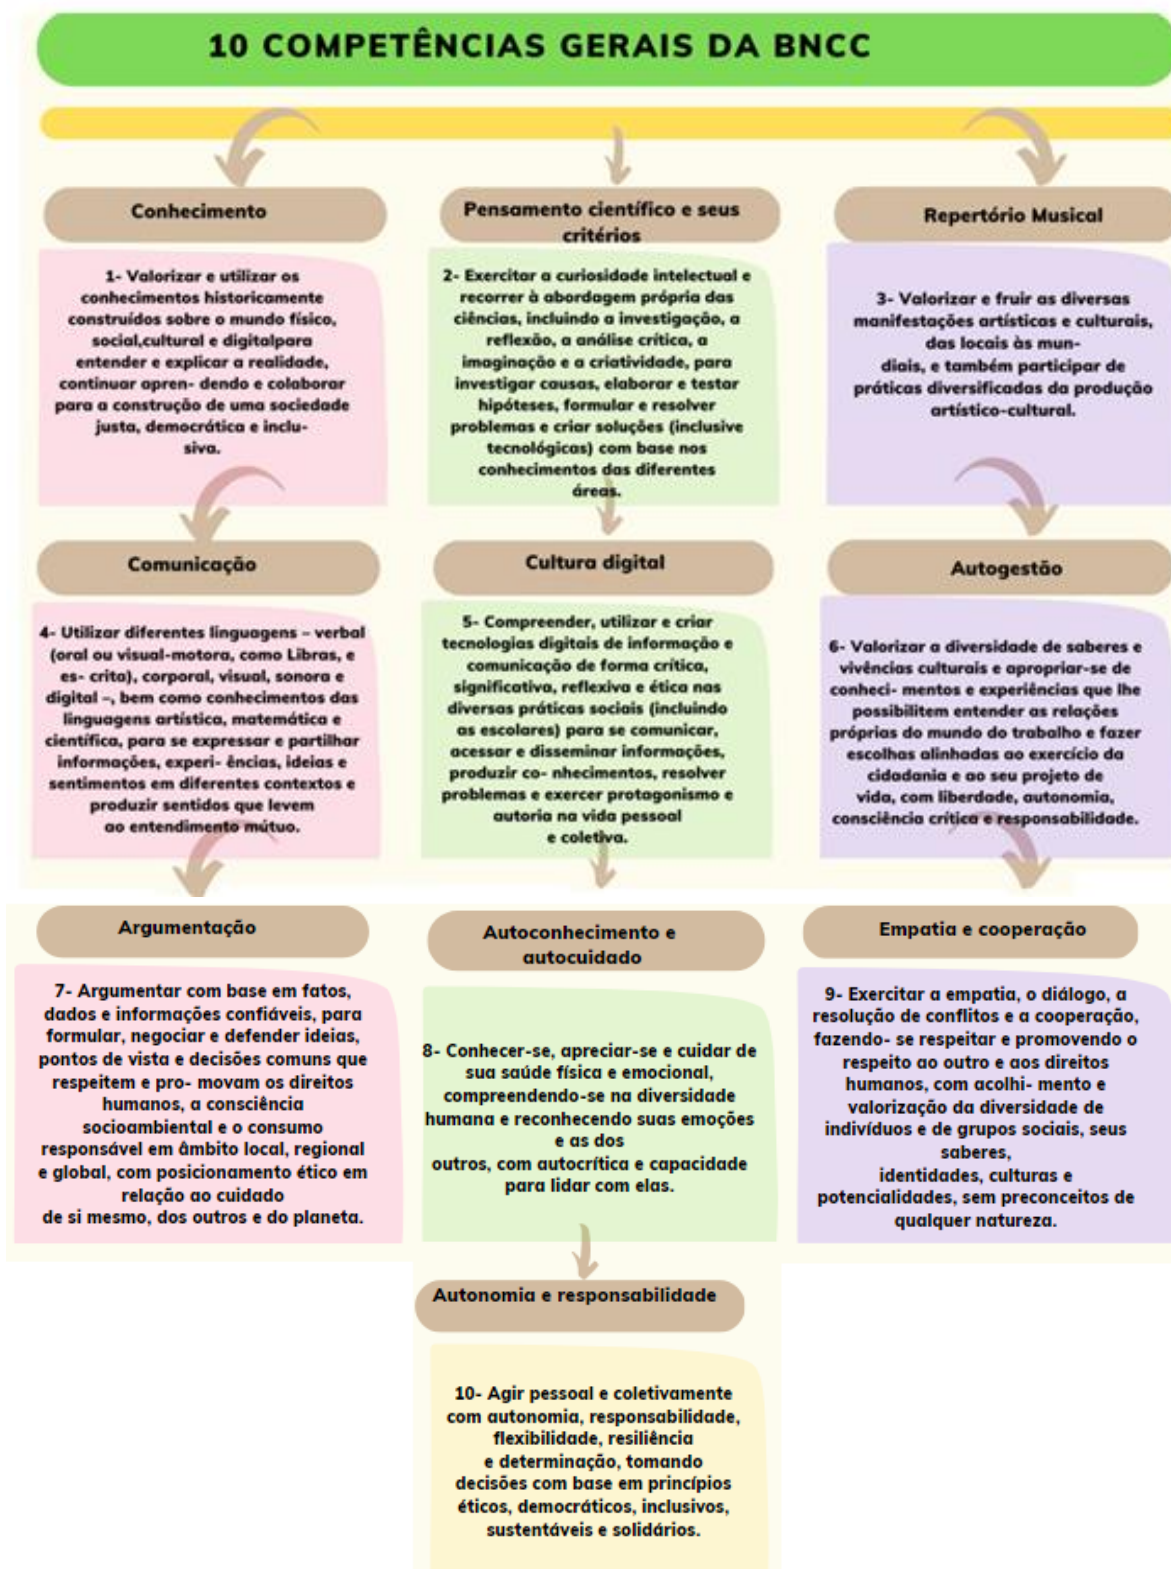 10 COMPETÊNCIAS GERAIS DA BNCC
Conhecimento
1- Valorizar e utilizar os
conhecimentos historicamente
construídos sobre o mundo físico,
social,cultural e digitalpara
entender e explicar a realidade,
continuar apren- dendo e colaborar
para a construção de uma sociedade
justa, democrática e inclu-
siva.
Pensamento científico e seus
critérios
2- Exercitar a curiosidade intelectual e
recorrer à abordagem própria das
ciências, incluindo a investigação, a
reflexão, a análise crítica, a
imaginação e a criatividade, para
investigar causas, elaborar e testar
hipóteses, formular e resolver
problemas e criar soluções (inclusive
tecnológicas) com base nos
conhecimentos das diferentes
áreas.
Repertório Musical
3- Valorizar e fruir as diversas
manifestações artísticas e culturais,
das locais às mun-
diais, e também participar de
práticas diversificadas da produção
artístico-cultural.
Comunicação
4- Utilizar diferentes linguagens – verbal
(oral ou visual-motora, como Libras, e
es- crita), corporal, visual, sonora e
digital –, bem como conhecimentos das
linguagens artística, matemática e
científica, para se expressar e partilhar
informações, experi- ências, ideias e
sentimentos em diferentes contextos e
produzir sentidos que levem
ao entendimento mútuo.
Cultura digital
5- Compreender, utilizar e criar
tecnologias digitais de informação e
comunicação de forma crítica,
significativa, reflexiva e ética nas
diversas práticas sociais (incluindo
as escolares) para se comunicar,
acessar e disseminar informações,
produzir co- nhecimentos, resolver
problemas e exercer protagonismo e
autoria na vida pessoal
e coletiva.
Autogestão
6- Valorizar a diversidade de saberes e
vivências culturais e apropriar-se de
conheci- mentos e experiências que lhe
possibilitem entender as relações
próprias do mundo do trabalho e fazer
escolhas alinhadas ao exercício da
cidadania e ao seu projeto de
vida, com liberdade, autonomia,
consciência crítica e responsabilidade.
Argumentação
7- Argumentar com base em fatos,
dados e informações confiáveis, para
formular, negociar e defender ideias,
pontos de vista e decisões comuns que
respeitem e pro- movam os direitos
humanos, a consciência
socioambiental e o consumo
responsável em âmbito local, regional
e global, com posicionamento ético em
relação ao cuidado
de si mesmo, dos outros e do planeta.
Autoconhecimento e
autocuidado
8- Conhecer-se, apreciar-se e cuidar de
sua saúde física e emocional,
compreendendo-se na diversidade
humana e reconhecendo suas emoções
e as dos
outros, com autocrítica e capacidade
para lidar com elas.
Empatia e cooperação
9- Exercitar a empatia, o diálogo, a
resolução de conflitos e a cooperação,
fazendo- se respeitar e promovendo o
respeito ao outro e aos direitos
humanos, com acolhi- mento e
valorização da diversidade de
indivíduos e de grupos sociais, seus
saberes,
identidades, culturas e
potencialidades, sem preconceitos de
qualquer natureza.
Autonomia e responsabilidade
10- Agir pessoal e coletivamente
com autonomia, responsabilidade,
flexibilidade, resiliência
e determinação, tomando
decisões com base em princípios
éticos, democráticos, inclusivos,
sustentáveis e solidários.